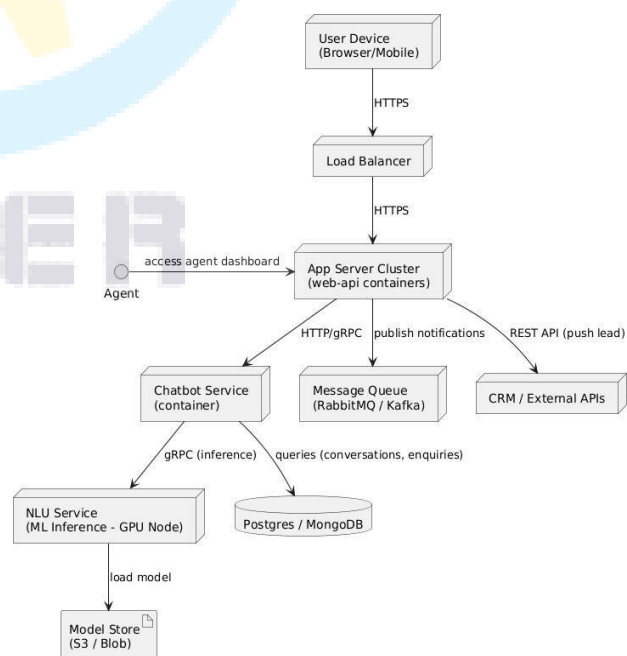 User Device
(Browser/Mobile)
HTTPS
Load Balancer
HTTPS
ER
access agent dashboard
Agent
App Server Cluster
(web-api containers)
HTTP/gRPC
publish notifications
REST API (push lead)
Chatbot Service
(container)
Message Queue
(RabbitMQ / Kafka)
CRM / External APIs
gRPC (inference)
queries (conversations, enquiries)
NLU Service
(ML Inference - GPU Node)
Postgres / MongoDB
load model
Model Store
(S3 / Blob)